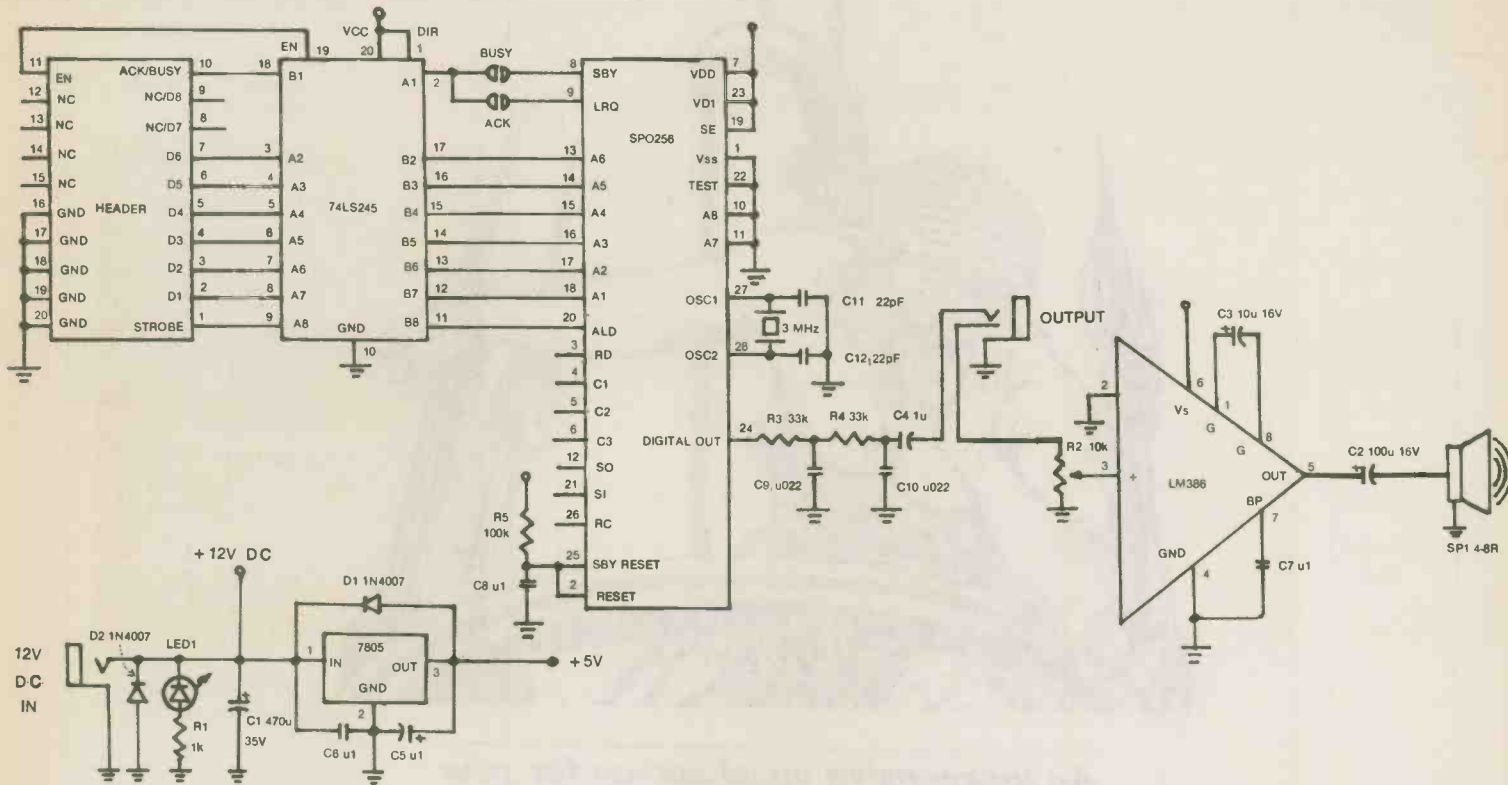 11
EN
ACK/BUSY
10
12
NC
NC/D8
9
13
NC
NC/D7
8
14
NC
D6
7
15
NC
D5
6
16
GND
HEADER
D4
5
17
GND
D3
4
18
GND
D2
3
19
GND
D1
2
20
GND
STROBE
1
EN
19
VCC
20
DIR
1
18
B1
A1
2
3
A2
B2
17
4
A3
B3
16
5
A4
B4
15
74LS245
6
A5
B5
14
7
A6
B6
13
8
A7
B7
12
9
A8
B8
11
GND
10
BUSY
ACK
8
SBY
9
LRQ
SPO256
13
A6
14
A5
15
A4
16
A3
17
A2
18
A1
20
ALD
3
RD
4
C1
5
C2
6
C3
12
SO
21
SI
26
RC
25
SBY RESET
2
RESET
VDD
7
VD1
23
SE
19
Vss
1
TEST
22
A8
10
A7
11
OSC1
27
OSC2
28
DIGITAL OUT
24
C11 22pF
3 MHz
C12 22pF
OUTPUT
R3 33k
R4 33k
C4 1u
C9 u022
C10 u022
R2 10k
R5
100k
C8 u1
2
3
+
6
Vs
1
G
C3 10u 16V
8
G
LM386
OUT
5
BP
7
GND
4
C7 u1
C2 100u 16V
+
SP1 4-8R
+ 12V DC
12V
DC
IN
D2 1N4007
LED1
R1
1k
C1 470u
35V
+
D1 1N4007
1
IN
7805
OUT
3
GND
2
C6 u1
C5 u1
+
+ 5V